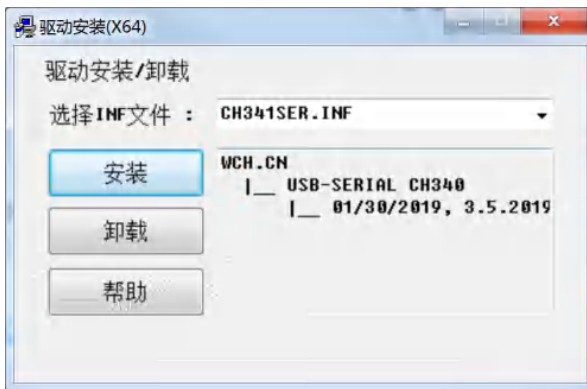 驱动安装(X64)
驱动安装/卸载
选择INF文件 : CH341SER.INF
安装
WCH.CN
|__ USB-SERIAL CH340
|__ 01/30/2019, 3.5.2019
卸载
帮助